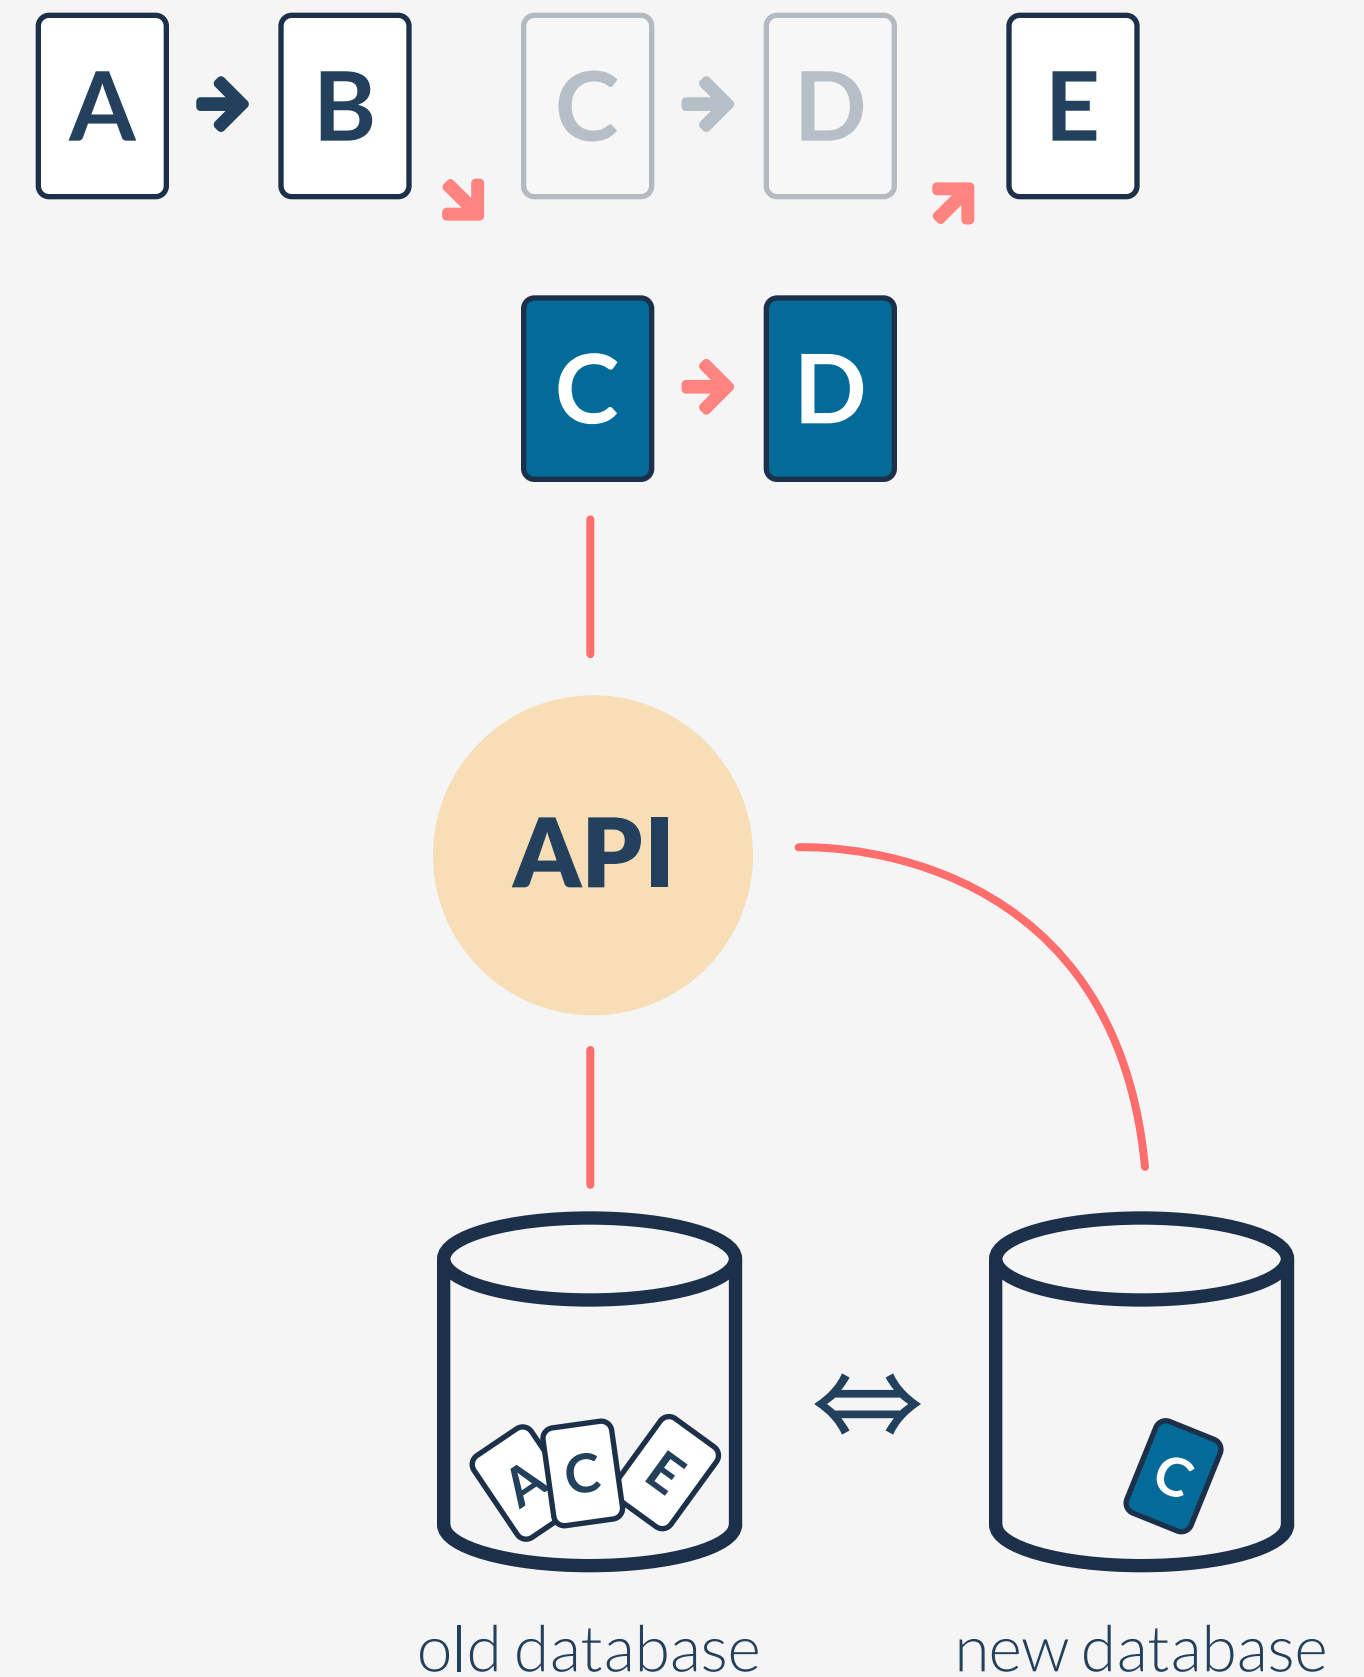 A B C D E
C D
API
A C E
C
old database
new database